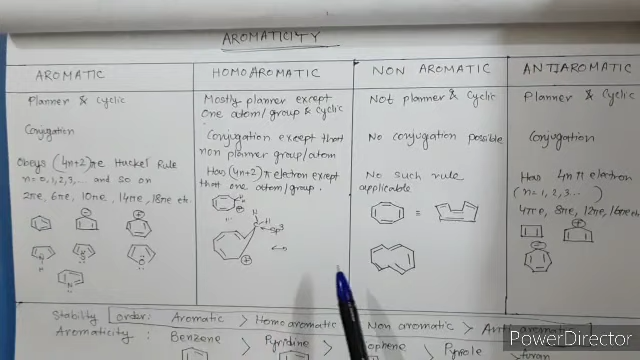 AROMATICITY
AROMATIC
Planner & Cyclic
Conjugation
Obeys (4n+2)πe Huckel Rule
n=0,1,2,3,... and so on
2πe, 6πe, 10πe, 14πe, 18πe etc.
HOMOAROMATIC
Mostly planner except
one atom/group & cyclic
Conjugation except that
non planner group/atom
Has (4n+2)π electron except
that one atom/group.
H
H
sp3
NON AROMATIC
Not planner & Cyclic
No conjugation possible
No such rule
applicable
ANTIAROMATIC
Planner & Cyclic
Conjugation
Has 4nπ electron
(n=1,2,3...)
4πe, 8πe, 12πe, 16πe
Stability order: Aromatic > Homoaromatic > Non aromatic > Anti aromatic
Aromaticity: Benzene > Pyridine > > Pyrrole > Furan
PowerDirector